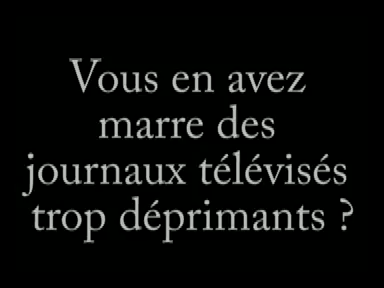 Vous en avez
marre des
journaux télévisés
trop déprimants ?